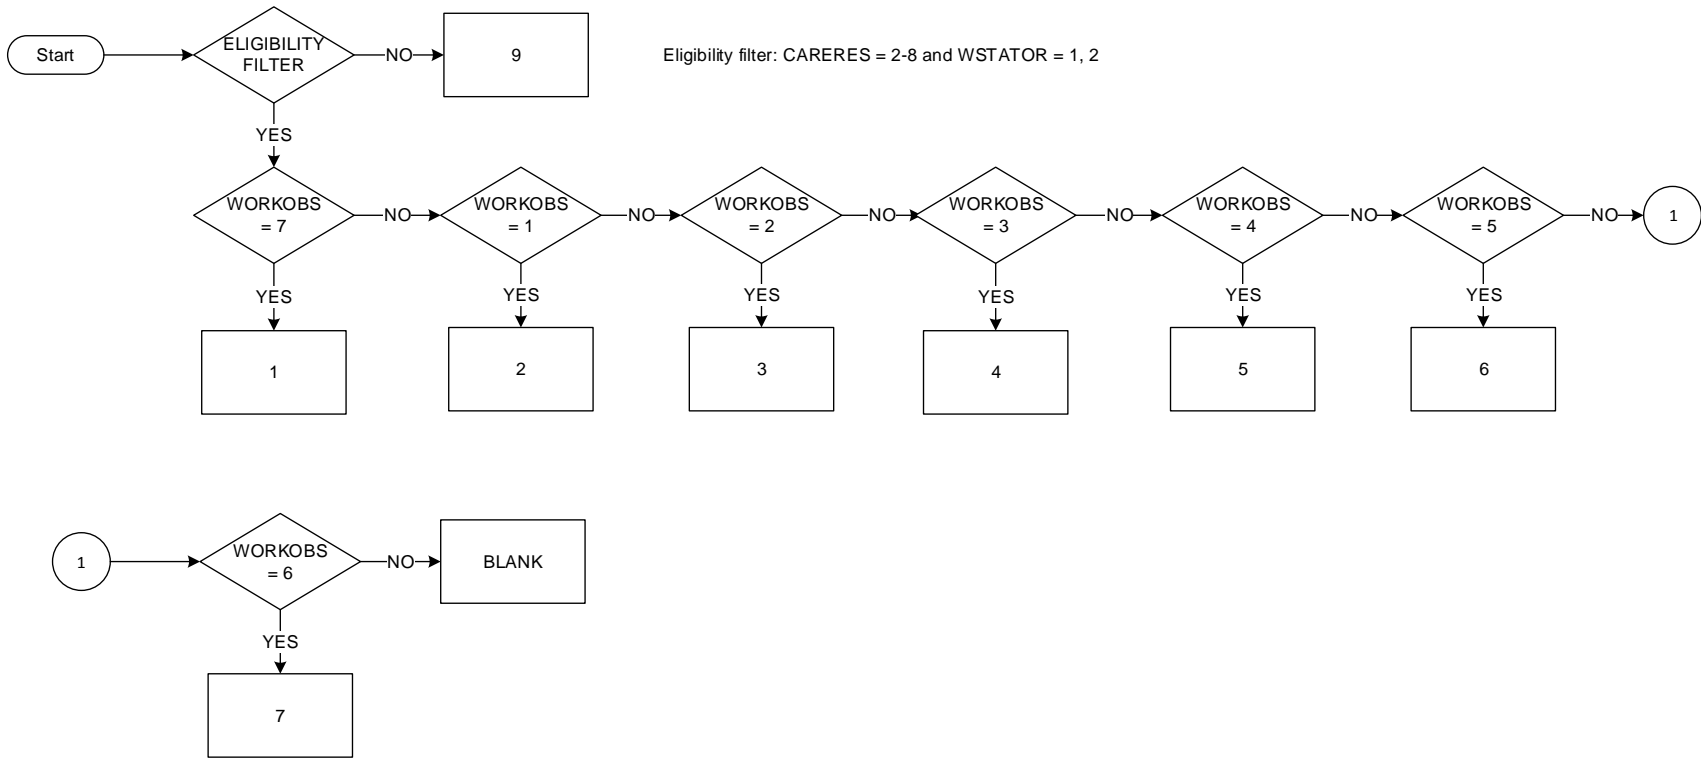 Start
ELIGIBILITY
FILTER
NO
9
Eligibility filter: CARERES = 2-8 and WSTATOR = 1, 2
YES
WORKOBS
= 7
NO
WORKOBS
= 1
NO
WORKOBS
= 2
NO
WORKOBS
= 3
NO
WORKOBS
= 4
NO
WORKOBS
= 5
NO
1
YES
YES
YES
YES
YES
YES
1
2
3
4
5
6
1
WORKOBS
= 6
NO
BLANK
YES
7